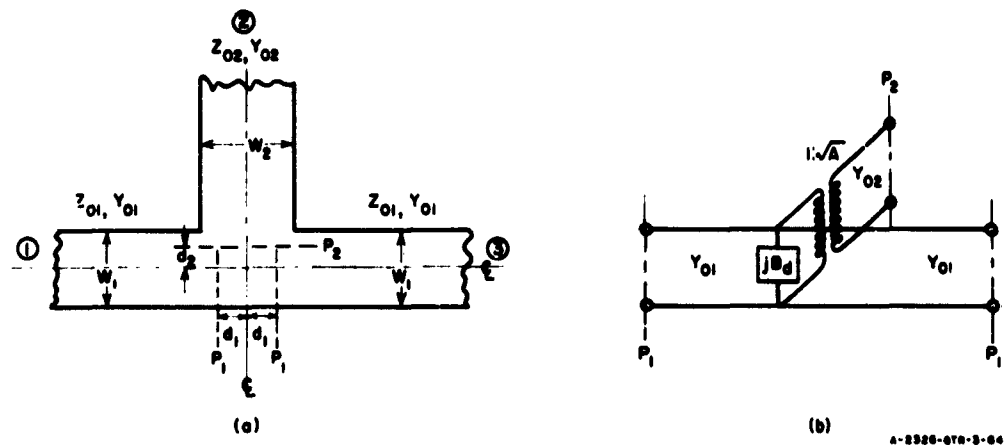 ②
Z02, Y02
W2
Z01, Y01
Z01, Y01
①
③
W1
d2
P2
W1
℄
d1
d1
P1
P1
℄
(a)
P2
1:√A
Y02
Y01
jBd
Y01
P1
P1
(b)
A-2326-QTR-3-64